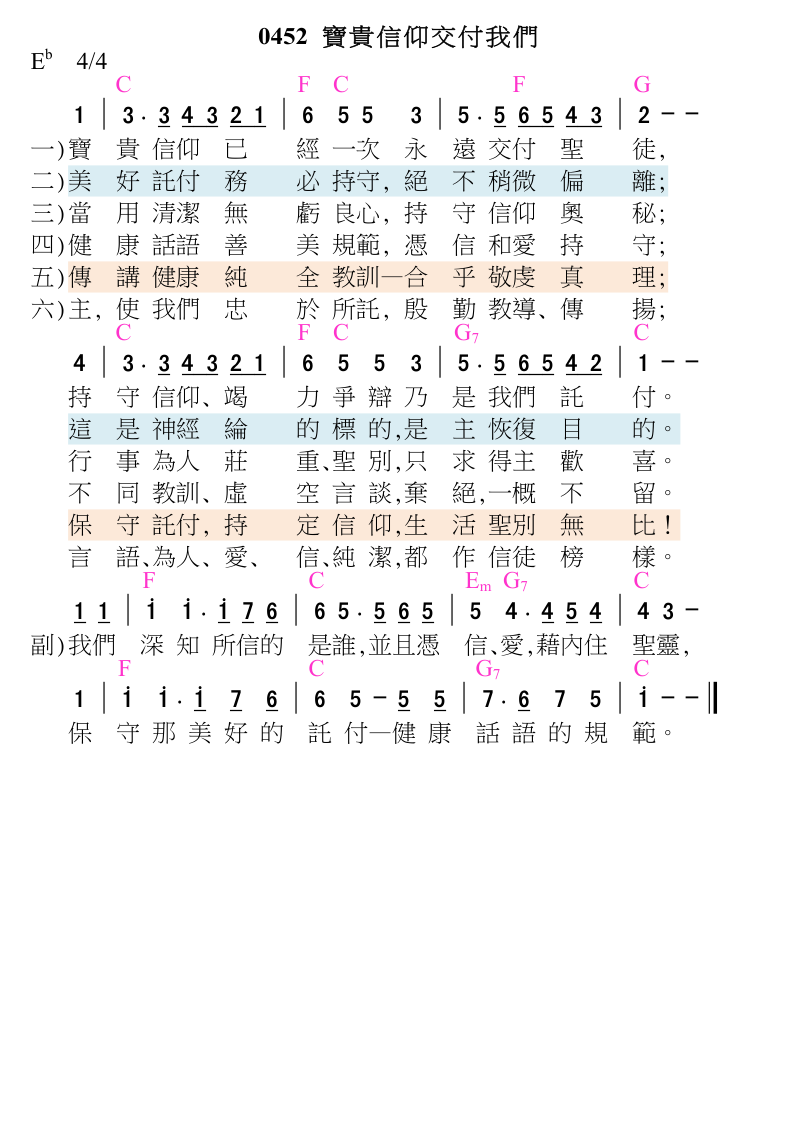 0452 寶貴信仰交付我們
E♭ 4/4
C F C F G
1 | 3 · 3 4 3 2 1 | 6 5 5 3 | 5 · 5 6 5 4 3 | 2 - -
一)寶 貴 信仰 已 經 一次 永 遠 交付 聖 徒,
二)美 好 託付 務 必 持守, 絕 不 稍微 偏 離;
三)當 用 清潔 無 虧 良心, 持 守 信仰 奧 秘;
四)健 康 話語 善 美 規範, 憑 信 和愛 持 守;
五)傳 講 健康 純 全 教訓─合 乎 敬虔 真 理;
六)主, 使 我們 忠 於 所託, 殷 勤 教導、傳 揚;
C F C G7 C
4 | 3 · 3 4 3 2 1 | 6 5 5 3 | 5 · 5 6 5 4 2 | 1 - -
持 守 信仰、竭 力 爭 辯 乃 是 我們 託 付。
這 是 神經 綸 的 標 的,是 主 恢復 目 的。
行 事 為人 莊 重、聖 別,只 求 得主 歡 喜。
不 同 教訓、虛 空 言 談,棄 絕,一概 不 留。
保 守 託付, 持 定 信 仰,生 活 聖別 無 比!
言 語、為人、愛、 信、純 潔,都 作 信徒 榜 樣。
F C Em G7 C
1 1 | i i · i 7 6 | 6 5 · 5 6 5 | 5 4 · 4 5 4 | 4 3 -
副)我們 深 知 所信的 是誰,並且憑 信、愛,藉內住 聖靈,
F C G7 C
1 | i i · i 7 6 | 6 5 - 5 5 | 7 · 6 7 5 | i - - ‖
保 守 那 美 好 的 託 付─健 康 話 語 的 規 範。